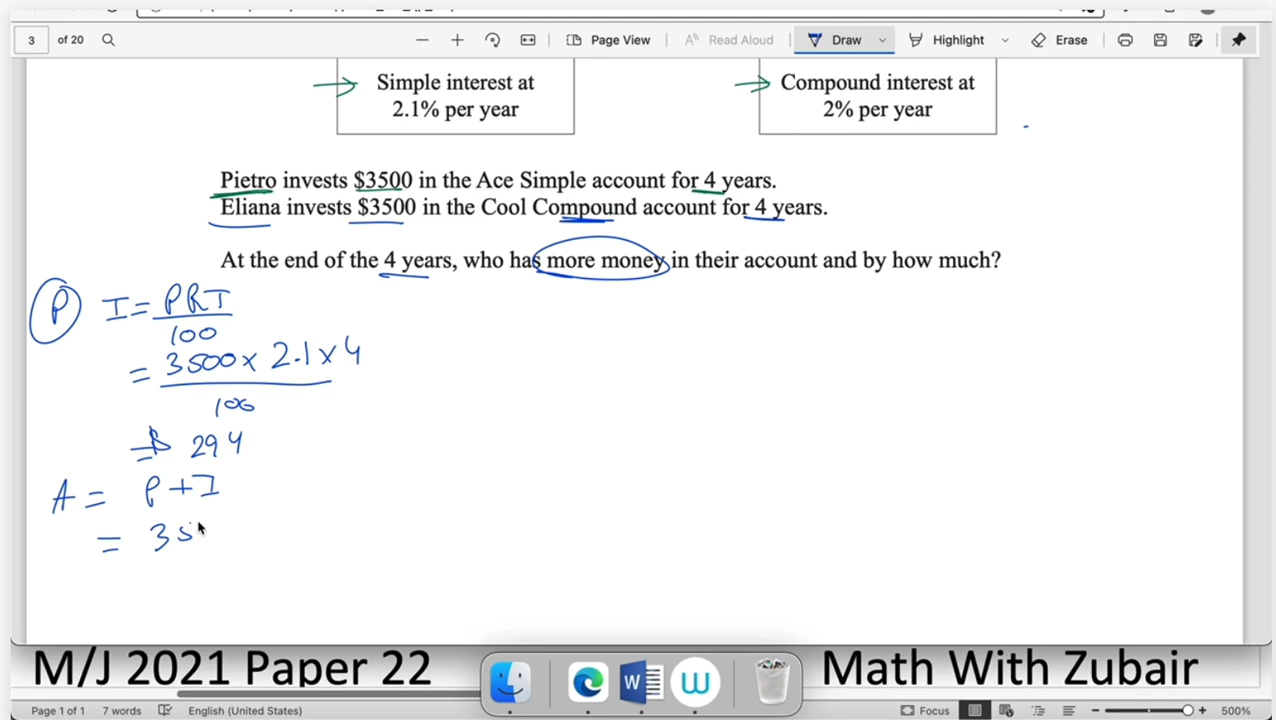 3 of 20 Page View Read Aloud Draw Highlight Erase
Simple interest at
2.1% per year
Compound interest at
2% per year
Pietro invests $3500 in the Ace Simple account for 4 years.
Eliana invests $3500 in the Cool Compound account for 4 years.
At the end of the 4 years, who has more money in their account and by how much?
P I = PRT
100
= 3500 x 2.1 x 4
100
= $ 294
A = P + I
= 35
M/J 2021 Paper 22
W
Math With Zubair
Page 1 of 1 7 words English (United States) Focus 500%